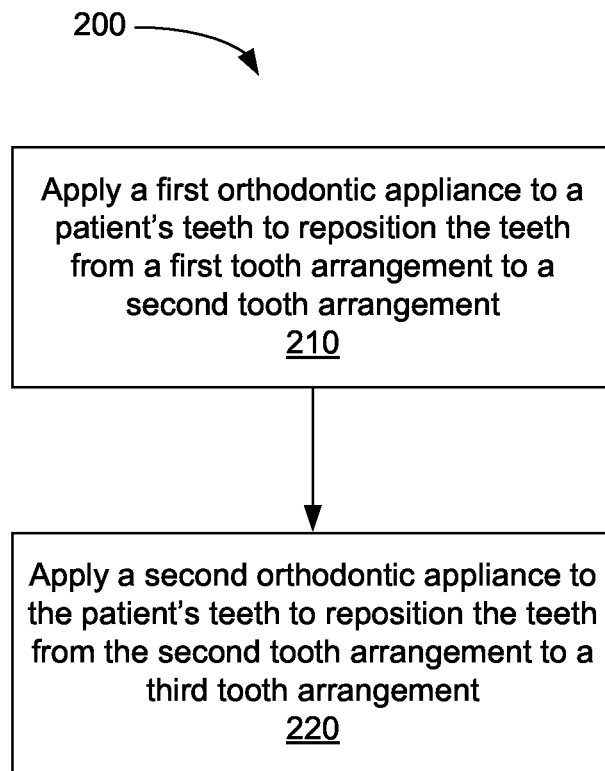 200
Apply a first orthodontic appliance to a
patient's teeth to reposition the teeth
from a first tooth arrangement to a
second tooth arrangement
210
Apply a second orthodontic appliance to
the patient's teeth to reposition the teeth
from the second tooth arrangement to a
third tooth arrangement
220